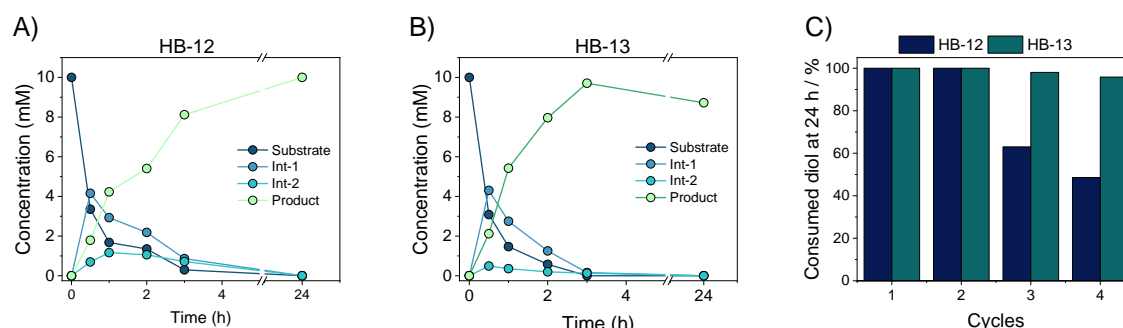 A)
HB-12
Concentration (mM)
10
8
6
4
2
0
Substrate
Int-1
Int-2
Product
0
2
4
24
Time (h)
B)
HB-13
Concentration (mM)
10
8
6
4
2
0
Substrate
Int-1
Int-2
Product
0
2
4
24
Time (h)
C)
HB-12
HB-13
Consumed diol at 24 h / %
100
80
60
40
20
0
1
2
3
4
Cycles